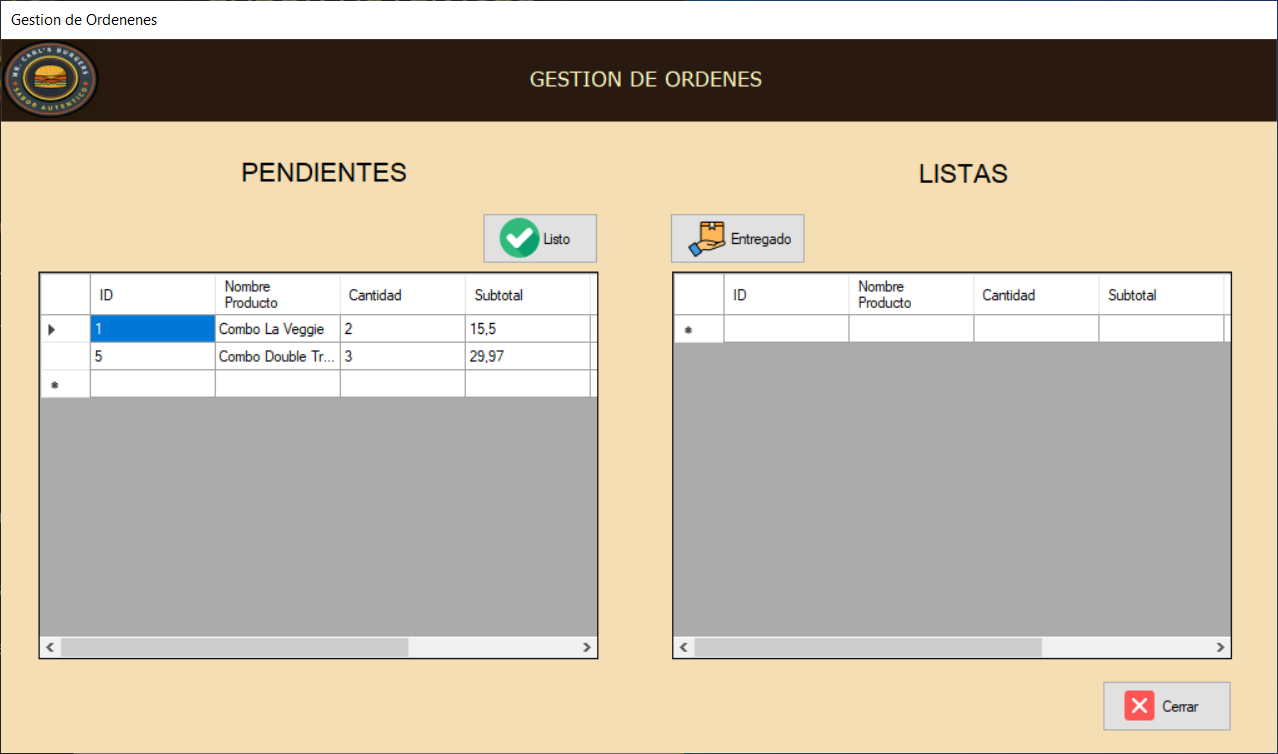 Gestion de Ordenenes
MR. CARL'S BURGERS
SABOR AUTENTICO
GESTION DE ORDENES
PENDIENTES
LISTAS
Listo
Entregado
ID
Nombre
Producto
Cantidad
Subtotal
1
Combo La Veggie
2
15,5
5
Combo Double Tr...
3
29,97
ID
Nombre
Producto
Cantidad
Subtotal
Cerrar